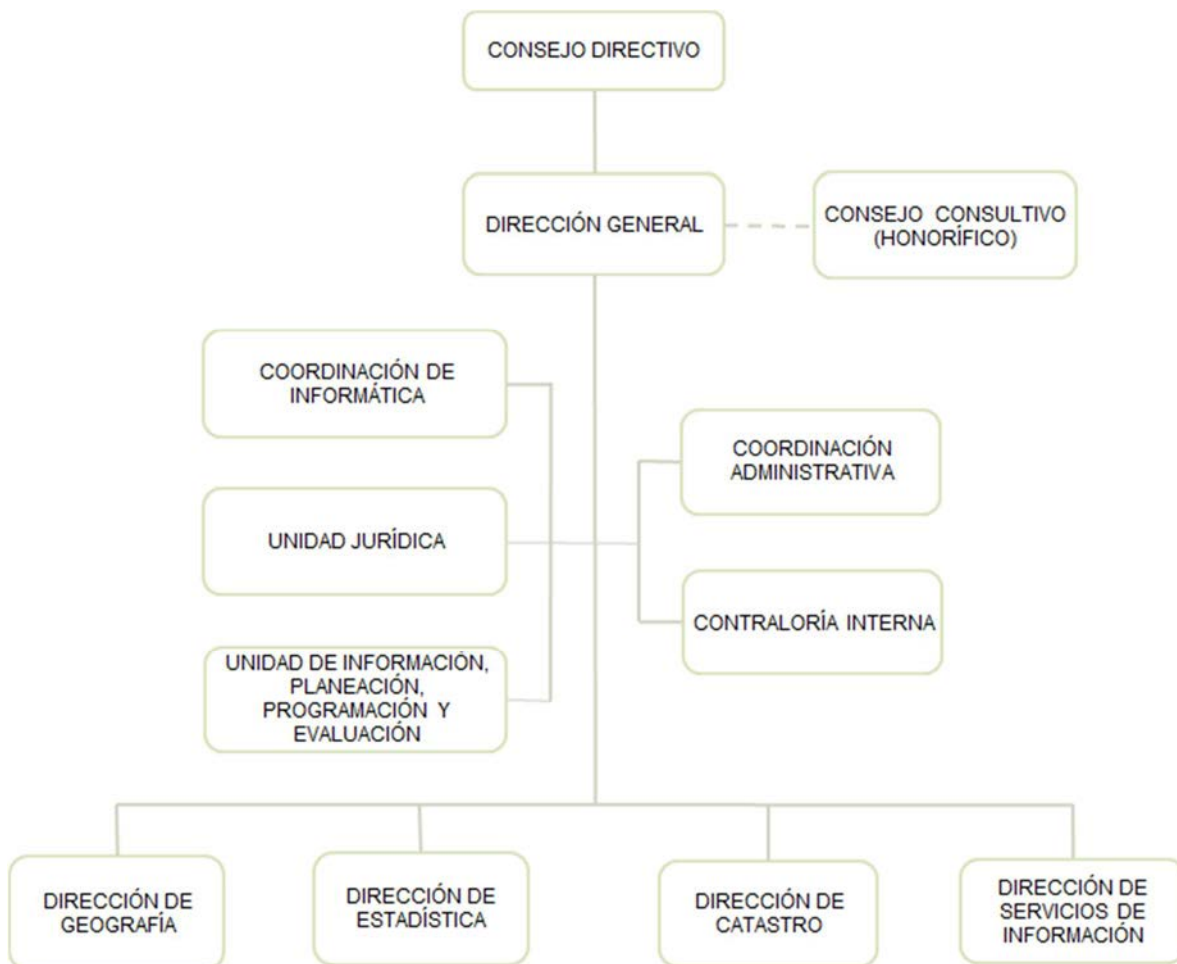 CONSEJO DIRECTIVO
DIRECCIÓN GENERAL
CONSEJO CONSULTIVO
(HONORÍFICO)
COORDINACIÓN DE
INFORMÁTICA
COORDINACIÓN
ADMINISTRATIVA
UNIDAD JURÍDICA
CONTRALORÍA INTERNA
UNIDAD DE INFORMACIÓN,
PLANEACIÓN,
PROGRAMACIÓN Y
EVALUACIÓN
DIRECCIÓN DE
GEOGRAFÍA
DIRECCIÓN DE
ESTADÍSTICA
DIRECCIÓN DE
CATASTRO
DIRECCIÓN DE
SERVICIOS DE
INFORMACIÓN